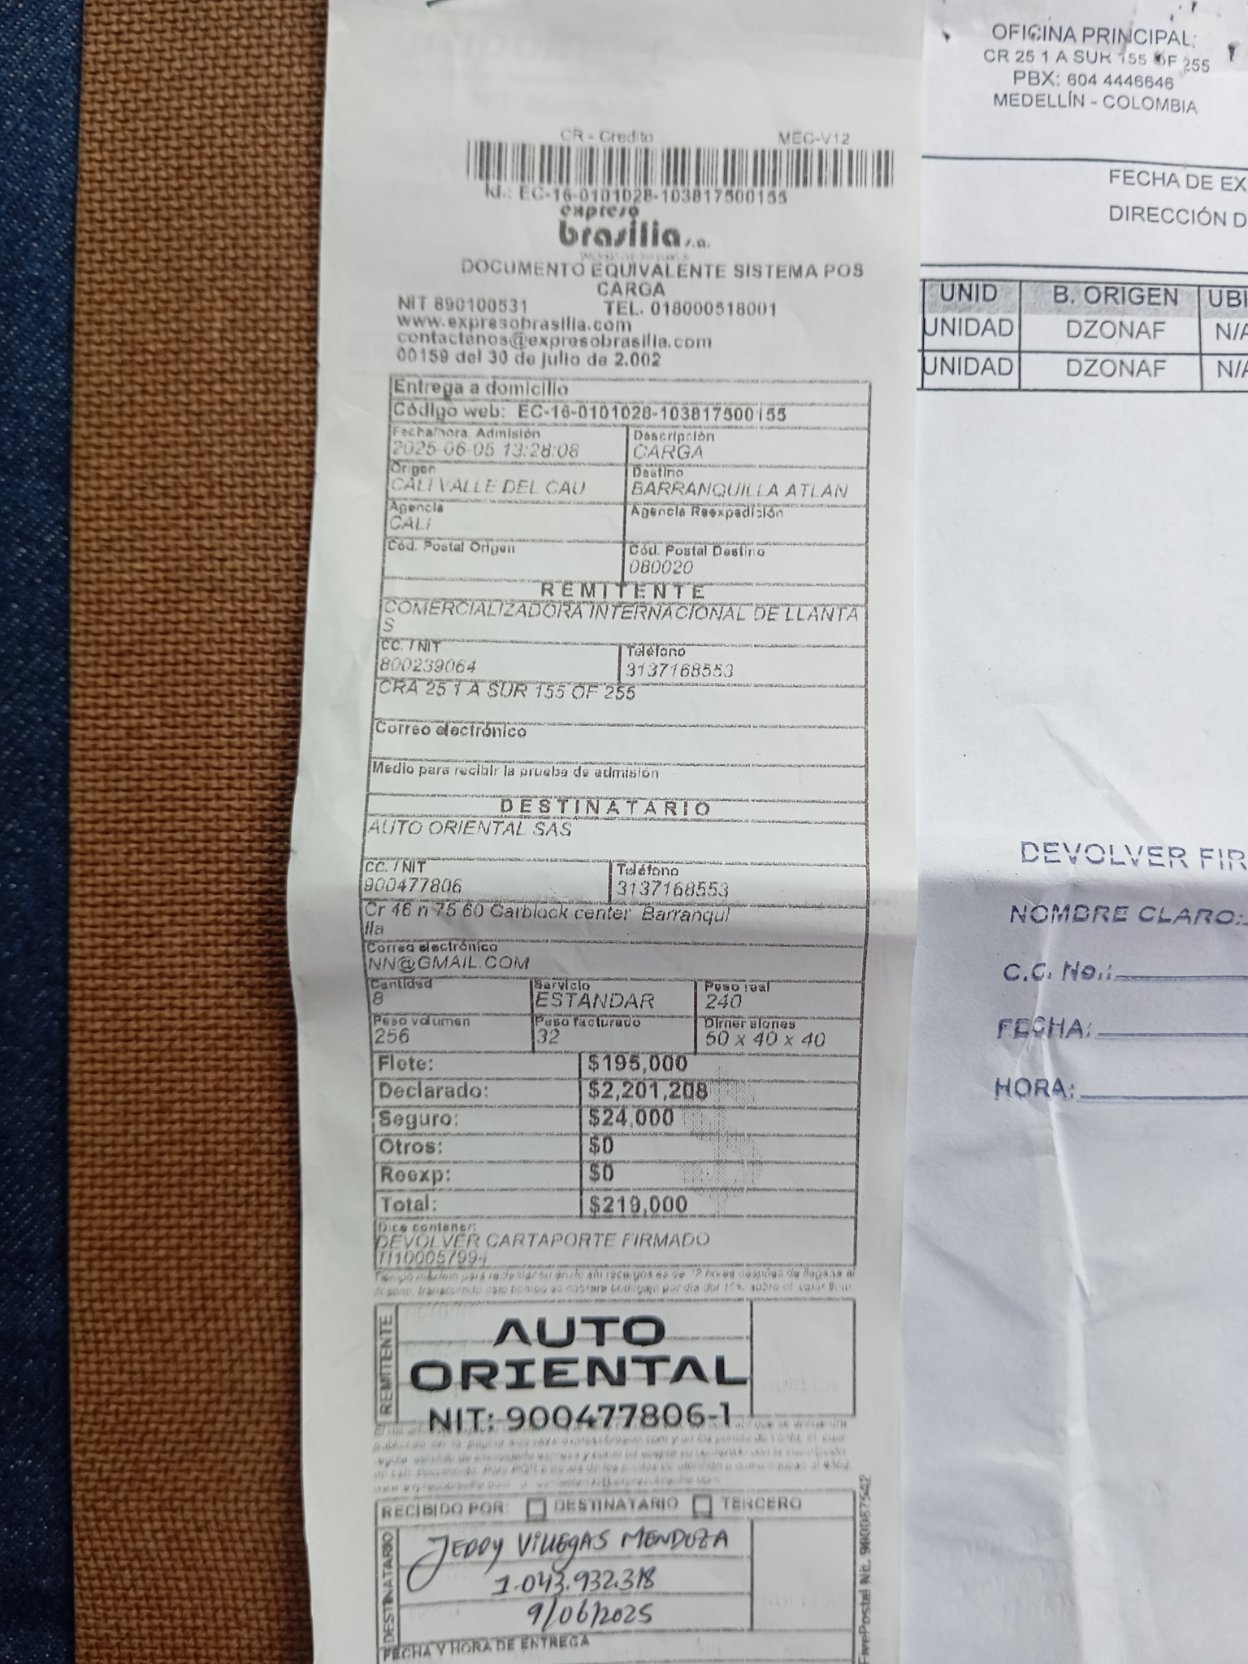 CR - Credito MEC-V12
Id.: EC-16-0101028-103817500155
expreso
brasilia s.a.
DOCUMENTO EQUIVALENTE SISTEMA POS
CARGA
NIT 890100531 TEL. 018000518001
www.expresobrasilia.com
contactenos@expresobrasilia.com
00159 del 30 de julio de 2.002
Entrega a domicilio
Código web: EC-16-0101028-103817500155
Fecha/hora Admisión Descripción
2025-06-05 13:28:08 CARGA
Origen Destino
CALI VALLE DEL CAU BARRANQUILLA ATLAN
Agencia Agencia Reexpedición
CALI
Cód. Postal Origen Cód. Postal Destino
080020
REMITENTE
COMERCIALIZADORA INTERNACIONAL DE LLANTA
S
CC. / NIT Teléfono
800239064 3137168553
CRA 25 1 A SUR 155 OF 255
Correo electrónico
Medio para recibir la prueba de admisión
DESTINATARIO
AUTO ORIENTAL SAS
CC. / NIT Teléfono
900477806 3137168553
Cr 46 n 75 60 Carblock center Barranqui
lla
Correo electrónico
NN@GMAIL.COM
Cantidad Servicio Peso real
8 ESTANDAR 240
Peso volumen Peso facturado Dimensiones
256 32 50 x 40 x 40
Flete: $195,000
Declarado: $2,201,208
Seguro: $24,000
Otros: $0
Reexp: $0
Total: $219,000
Dice contener:
DEVOLVER CARTAPORTE FIRMADO
TI10005799
REMITENTE
AUTO
ORIENTAL
NIT: 900477806-1
RECIBIDO POR: DESTINATARIO TERCERO
DESTINATARIO
JEDDY VILLEGAS MENDOZA
1.043.932.318
9/06/2025
FECHA Y HORA DE ENTREGA
Nit. 900087542
OFICINA PRINCIPAL:
CR 25 1 A SUR 155 OF 255
PBX: 604 4446646
MEDELLÍN - COLOMBIA
FECHA DE EX
DIRECCIÓN D
UNID B. ORIGEN UBI
UNIDAD DZONAF N/A
UNIDAD DZONAF N/A
DEVOLVER FIR
NOMBRE CLARO:
C.C. No.:
FECHA:
HORA: